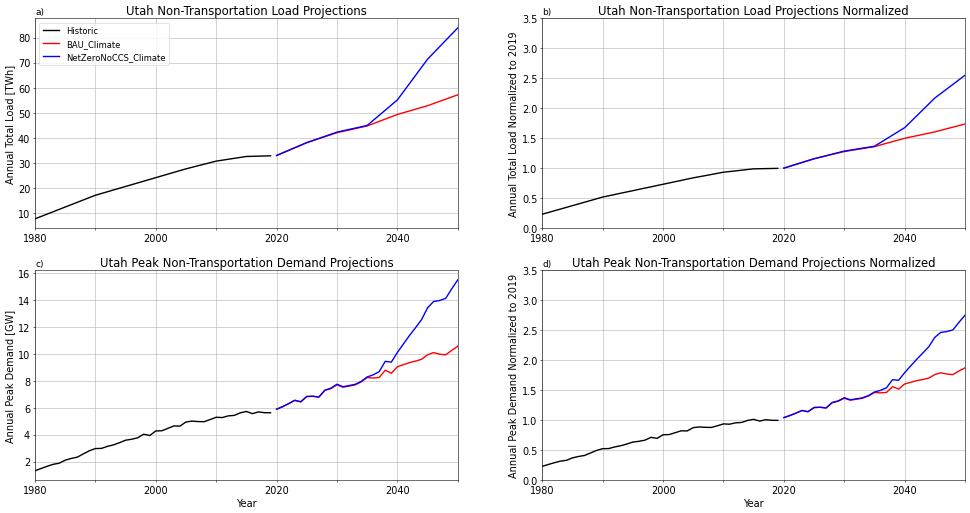 a) Utah Non-Transportation Load Projections
Historic
BAU_Climate
NetZeroNoCCS_Climate
Annual Total Load [TWh]
80
70
60
50
40
30
20
10
1980 2000 2020 2040
b) Utah Non-Transportation Load Projections Normalized
Annual Total Load Normalized to 2019
3.5
3.0
2.5
2.0
1.5
1.0
0.5
0.0
1980 2000 2020 2040
c) Utah Peak Non-Transportation Demand Projections
Annual Peak Demand [GW]
16
14
12
10
8
6
4
2
1980 2000 2020 2040
Year
d) Utah Peak Non-Transportation Demand Projections Normalized
Annual Peak Demand Normalized to 2019
3.5
3.0
2.5
2.0
1.5
1.0
0.5
0.0
1980 2000 2020 2040
Year